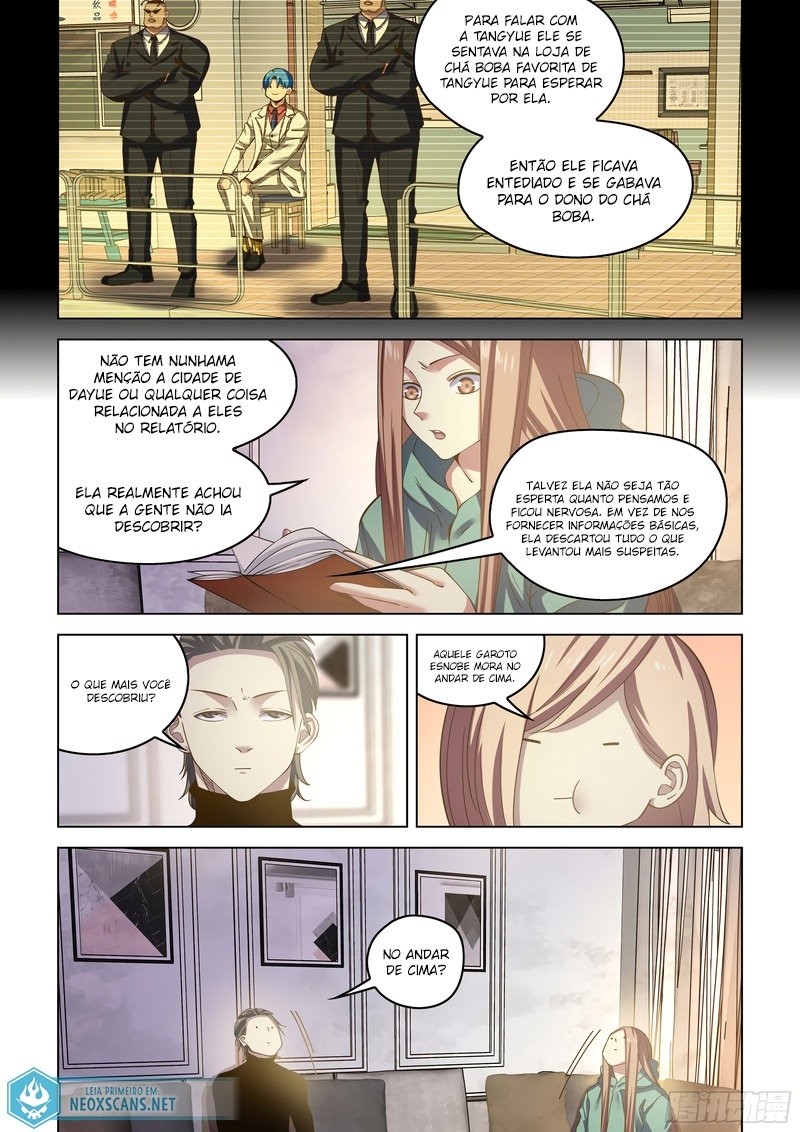 PARA FALAR COM
A TANGYUE ELE SE
SENTAVA NA LOJA DE
CHÁ BOBA FAVORITA DE
TANGYUE PARA ESPERAR
POR ELA.
ENTÃO ELE FICAVA
ENTEDIADO E SE GABAVA
PARA O DONO DO CHÁ
BOBA.
NÃO TEM NUNHAMA
MENÇÃO A CIDADE DE
DAYUE OU QUALQUER COISA
RELACIONADA A ELES
NO RELATÓRIO.
ELA REALMENTE ACHOU
QUE A GENTE NÃO IA
DESCOBRIR?
TALVEZ ELA NÃO SEJA TÃO
ESPERTA QUANTO PENSAMOS E
FICOU NERVOSA. EM VEZ DE NOS
FORNECER INFORMAÇÕES BÁSICAS,
ELA DESCARTOU TUDO O QUE
LEVANTOU MAIS SUSPEITAS.
O QUE MAIS VOCÊ
DESCOBRIU?
AQUELE GAROTO
ESNOBE MORA NO
ANDAR DE CIMA.
NO ANDAR
DE CIMA?
LEIA PRIMEIRO EM:
NEOXSCANS.NET
腾讯动漫